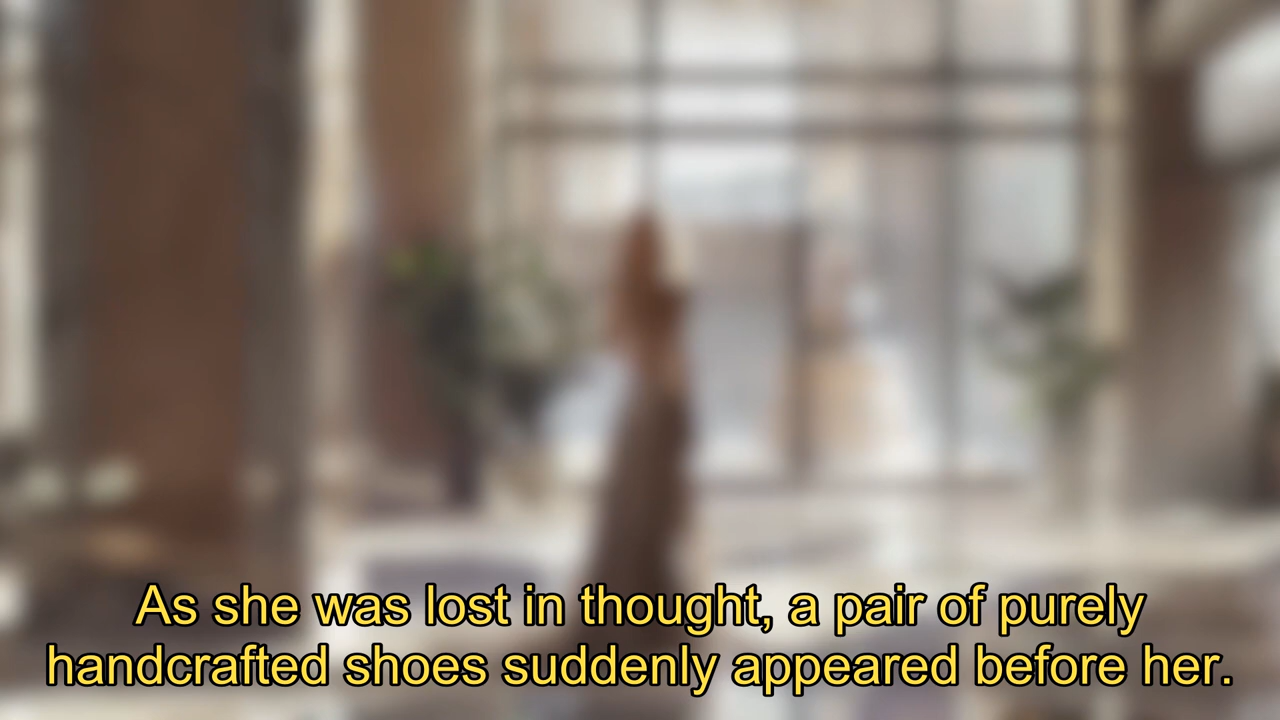 As she was lost in thought, a pair of purely
handcrafted shoes suddenly appeared before her.